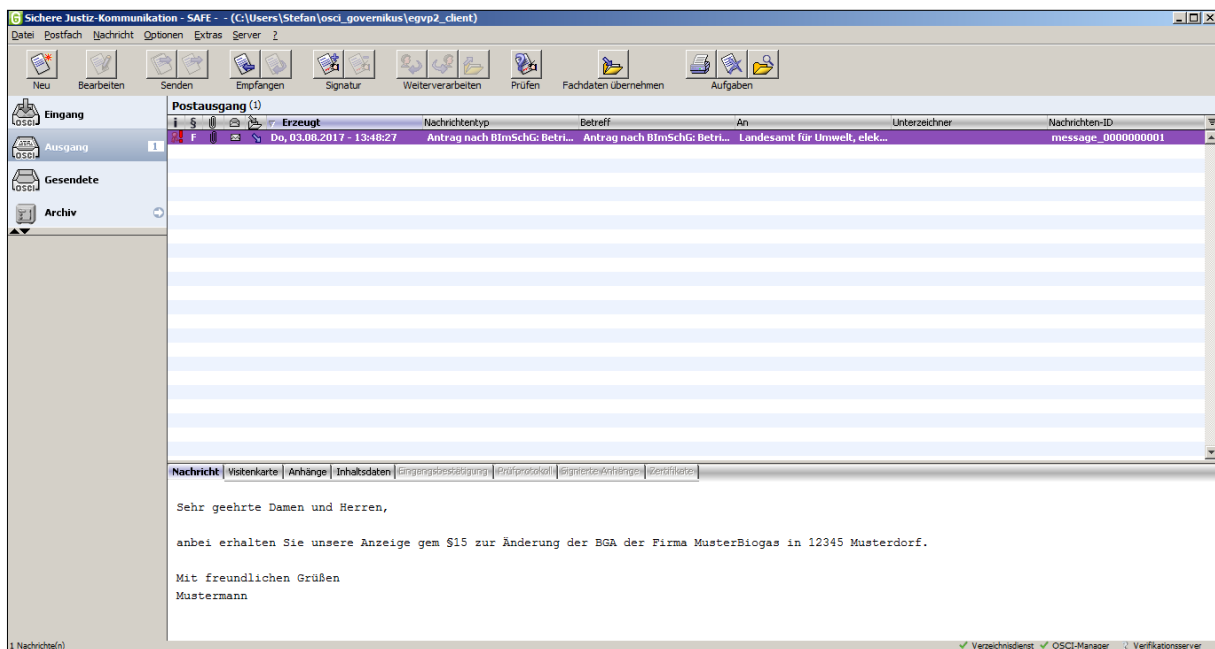 Sichere Justiz-Kommunikation - SAFE - - (C:\Users\Stefan\osci_governikus\egvp2_client)
Datei Postfach Nachricht Optionen Extras Server ?
Neu Bearbeiten Senden Empfangen Signatur Weiterverarbeiten Prüfen Fachdaten übernehmen Aufgaben
Eingang
Ausgang 1
Gesendete
Archiv
Postausgang (1)
i § Erzeugt Nachrichtentyp Betreff An Unterzeichner Nachrichten-ID
F Do, 03.08.2017 - 13:48:27 Antrag nach BImSchG: Betri... Antrag nach BImSchG: Betri... Landesamt für Umwelt, elek... message_0000000001
Nachricht Visitenkarte Anhänge Inhaltsdaten Eingangsbestätigung Prüfprotokoll Signierte Anhänge Zertifikate
Sehr geehrte Damen und Herren,
anbei erhalten Sie unsere Anzeige gem §15 zur Änderung der BGA der Firma MusterBiogas in 12345 Musterdorf.
Mit freundlichen Grüßen
Mustermann
1 Nachrichte(n) Verzeichnisdienst OSCI-Manager Verifikationsserver